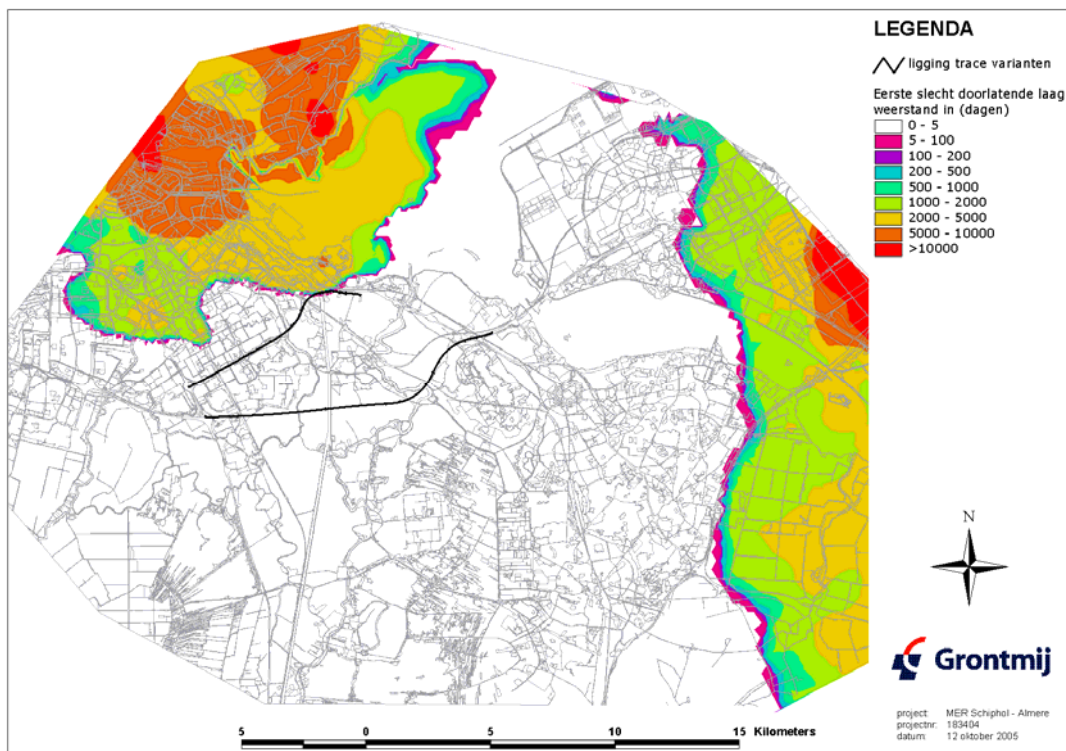 LEGENDA
ligging trace varianten
Eerste slecht doorlatende laag
weerstand in (dagen)
0 - 5
5 - 100
100 - 200
200 - 500
500 - 1000
1000 - 2000
2000 - 5000
5000 - 10000
>10000
N
Grontmij
project: MER Schiphol - Almere
projectnr: 183404
datum: 12 oktober 2005
5 0 5 10 15 Kilometers